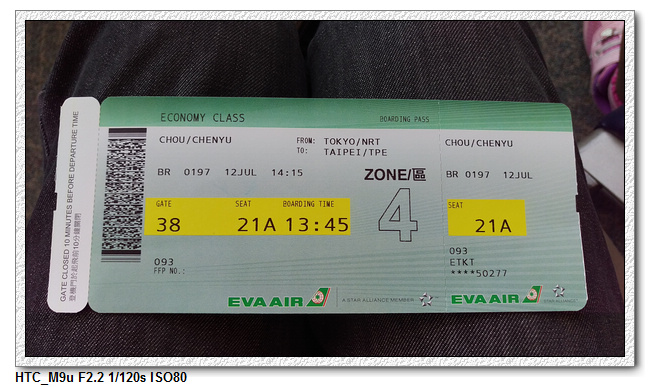 GATE CLOSED 10 MINUTES BEFORE DEPARTURE TIME
登機門於起飛前10分鐘關閉
ECONOMY CLASS
BOARDING PASS
CHOU/CHENYU
FROM: TOKYO/NRT
TO: TAIPEI/TPE
BR 0197 12JUL 14:15
ZONE/區
4
GATE SEAT BOARDING TIME
38 21A 13:45
093
FFP NO.:
EVA AIR
A STAR ALLIANCE MEMBER
CHOU/CHENYU
BR 0197 12JUL
SEAT
21A
093
ETKT
****50277
EVA AIR
HTC_M9u F2.2 1/120s ISO80